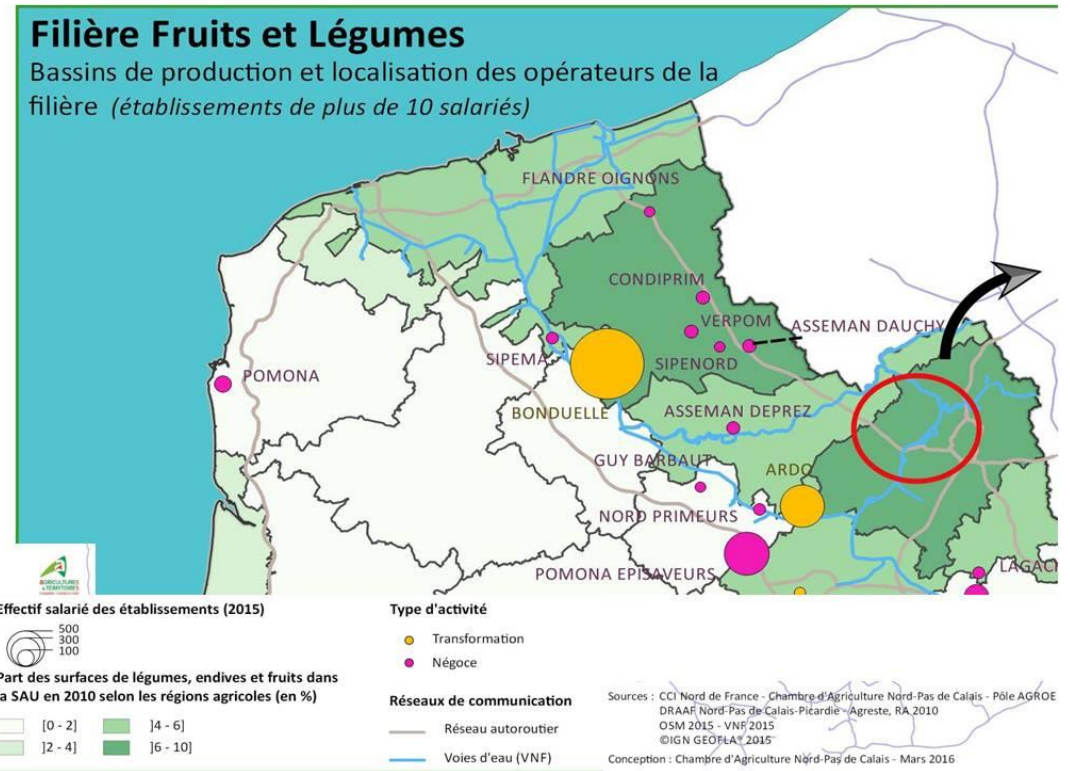 Filière Fruits et Légumes
Bassins de production et localisation des opérateurs de la
filière (établissements de plus de 10 salariés)
FLANDRE OIGNONS
CONDIPRIM
VERPOM
ASSEMAN DAUCHY
SIPEMA
SIPENORD
POMONA
BONDUELLE
ASSEMAN DEPREZ
GUY BARBAUT
ARDO
NORD PRIMEURS
POMONA EPISAVEURS
LAGACH
AGRICULTURES
& TERRITOIRES
Effectif salarié des établissements (2015)
500
300
100
Part des surfaces de légumes, endives et fruits dans
la SAU en 2010 selon les régions agricoles (en %)
[0 - 2]
]4 - 6]
]2 - 4]
]6 - 10]
Type d'activité
Transformation
Négoce
Réseaux de communication
Réseau autoroutier
Voies d'eau (VNF)
Sources : CCI Nord de France - Chambre d'Agriculture Nord-Pas de Calais - Pôle AGROE
DRAAF Nord-Pas de Calais-Picardie - Agreste, RA 2010
OSM 2015 - VNF 2015
©IGN GEOFLA® 2015
Conception : Chambre d'Agriculture Nord-Pas de Calais - Mars 2016